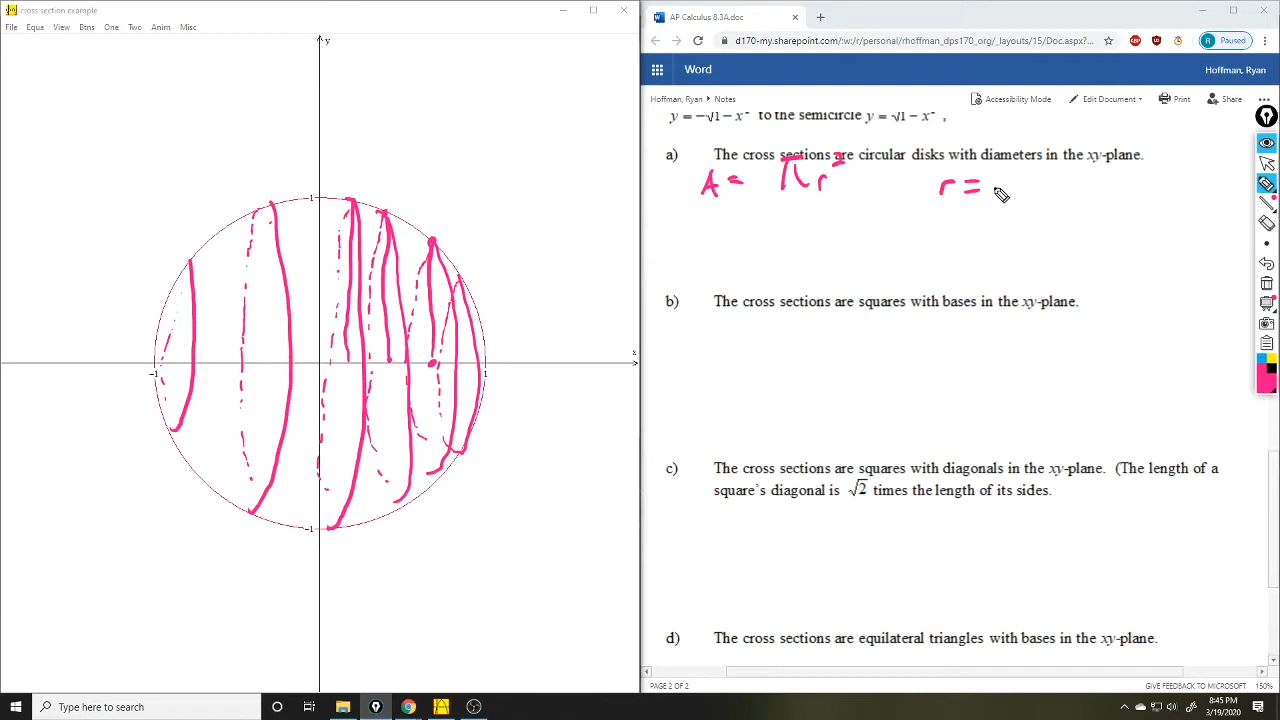 cross section example
File Equa View Btns One Two Anim Misc
y
1
x
-1
1
-1
AP Calculus 8.3A.doc
d170-my.sharepoint.com/:w:/r/personal/rhoffman_dps170_org/_layouts/15/Doc.aspx?...
ABP
R Paused
Word
Hoffman, Ryan
Hoffman, Ryan ▸ Notes
Accessibility Mode
Edit Document
Print
Share
y = −√1 − x² to the semicircle y = √1 − x² ,
a) The cross sections are circular disks with diameters in the xy-plane.
A = πr² r =
b) The cross sections are squares with bases in the xy-plane.
c) The cross sections are squares with diagonals in the xy-plane. (The length of a
square's diagonal is √2 times the length of its sides.
d) The cross sections are equilateral triangles with bases in the xy-plane.
PAGE 2 OF 2
GIVE FEEDBACK TO MICROSOFT 150%
Type here to search
8:45 PM
3/19/2020